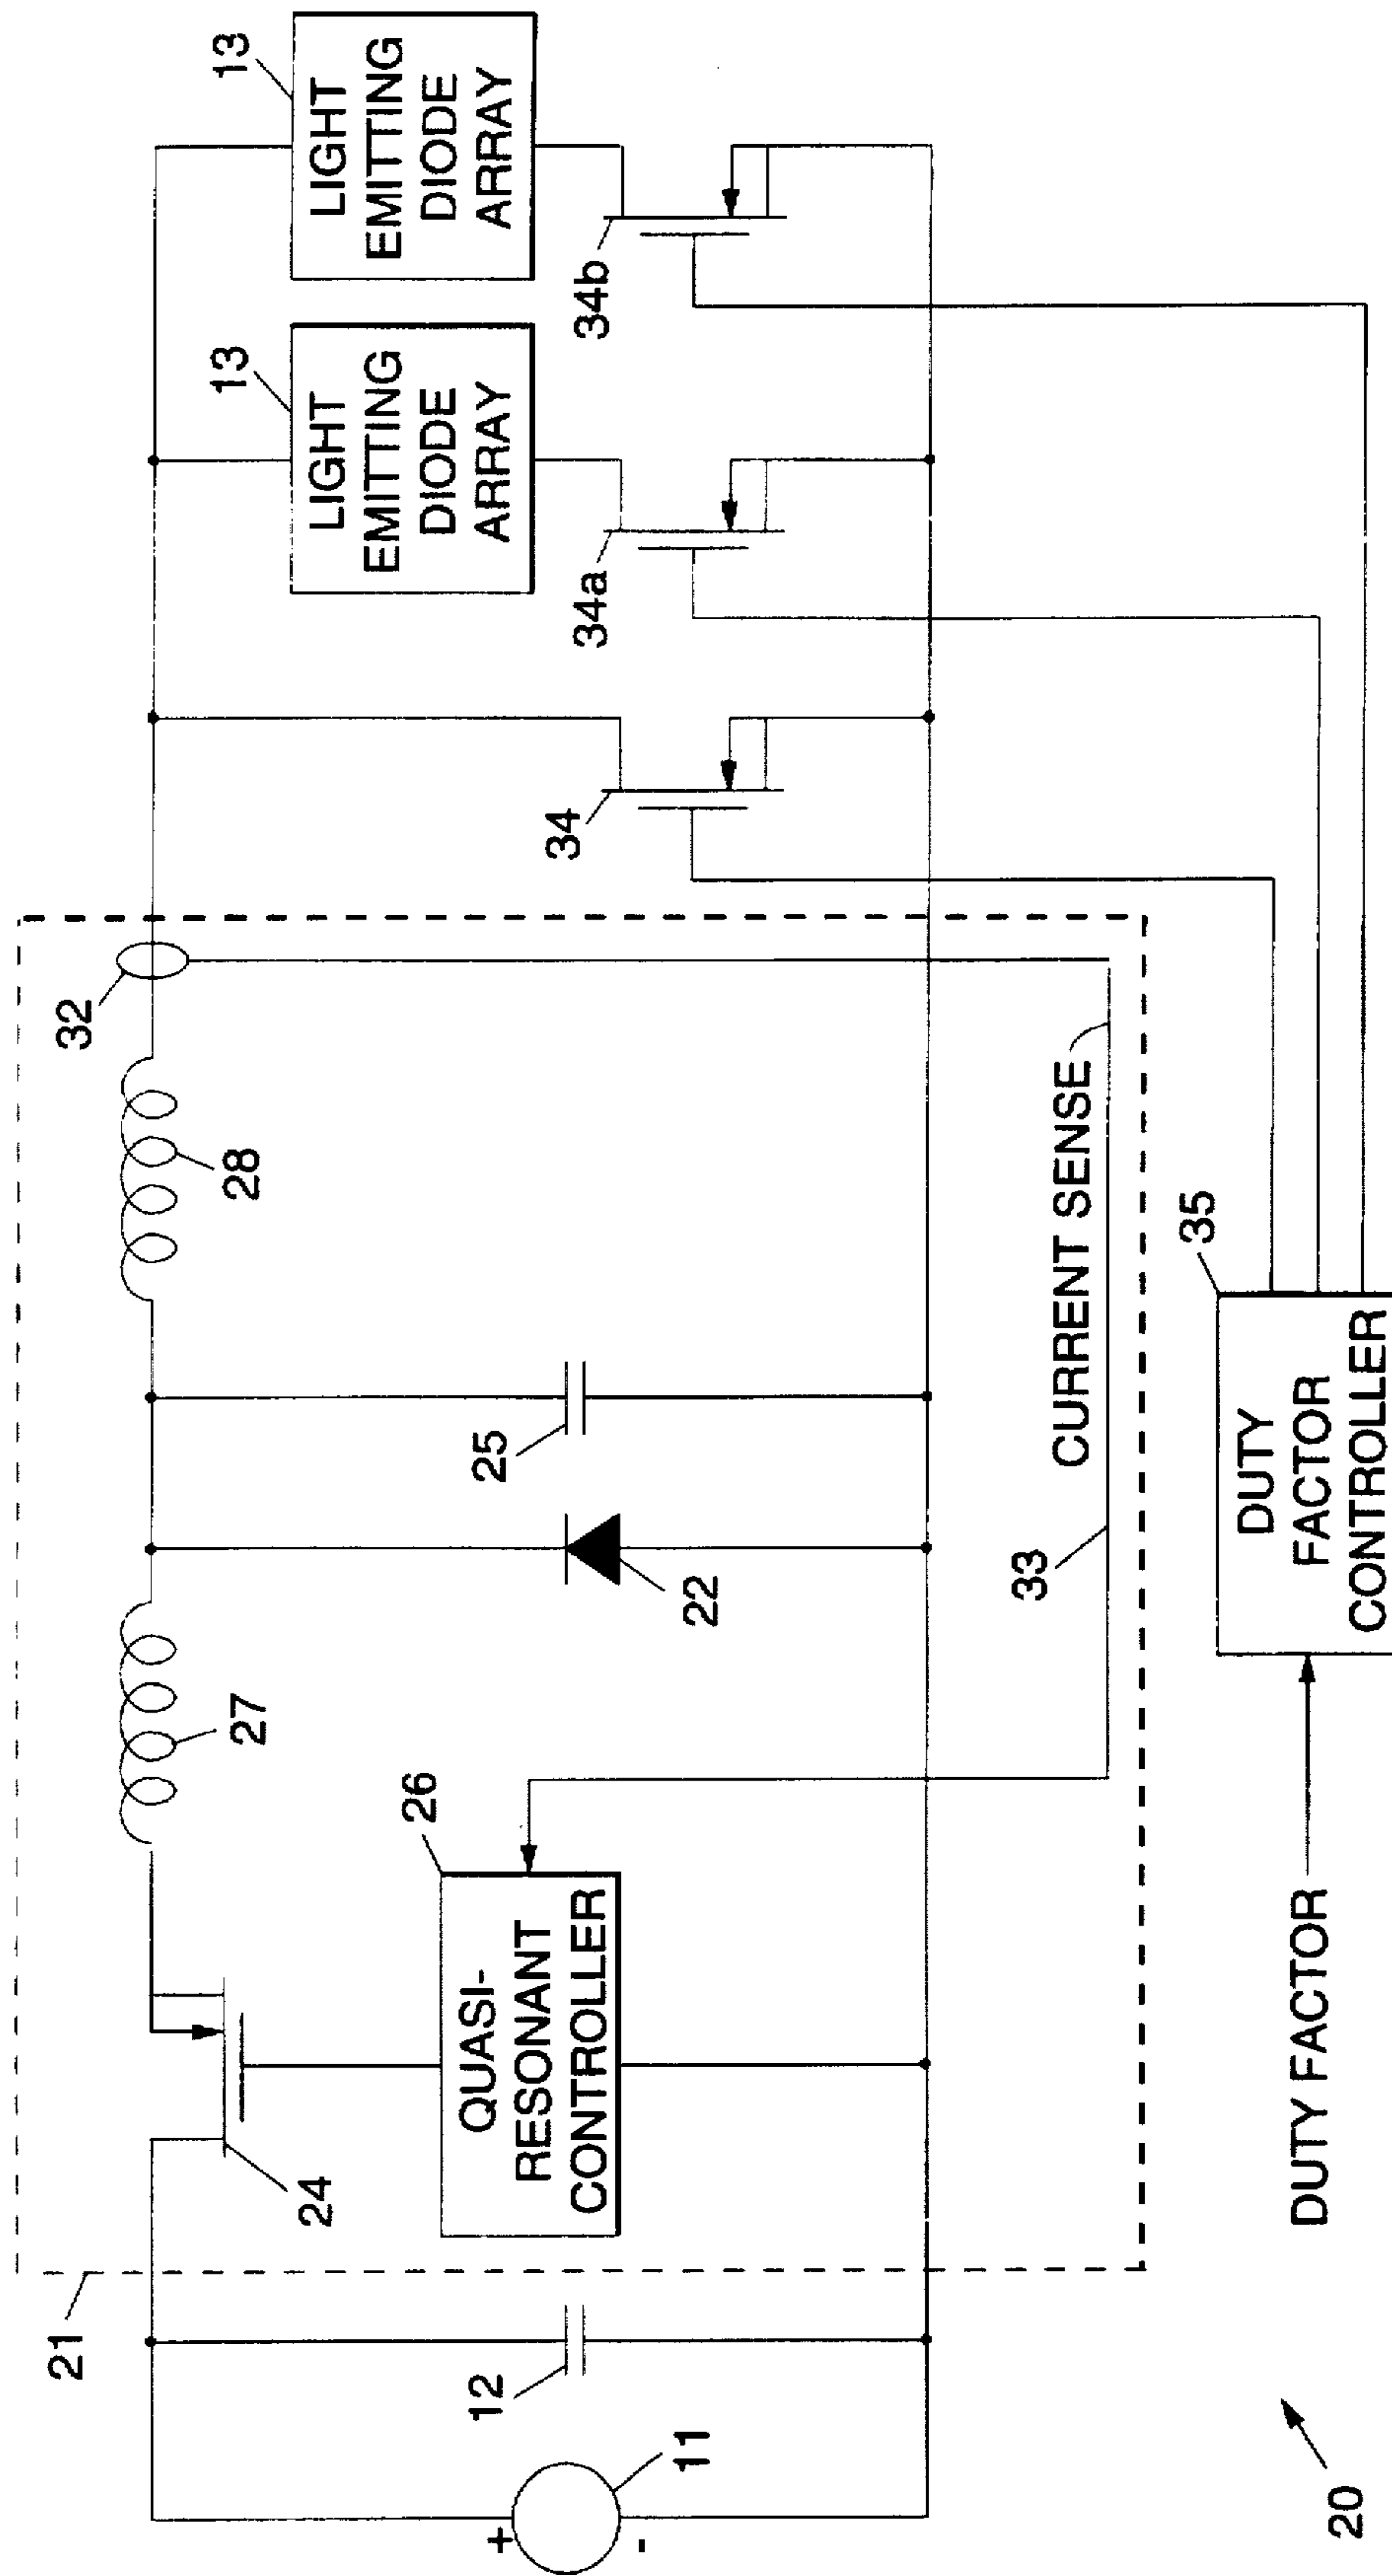 21
24
27
28
32
13
13
LIGHT
EMITTING
DIODE
ARRAY
LIGHT
EMITTING
DIODE
ARRAY
+
-
11
12
26
QUASI-
RESONANT
CONTROLLER
22
25
34
34a
34b
33
CURRENT SENSE
20
DUTY FACTOR
35
DUTY
FACTOR
CONTROLLER